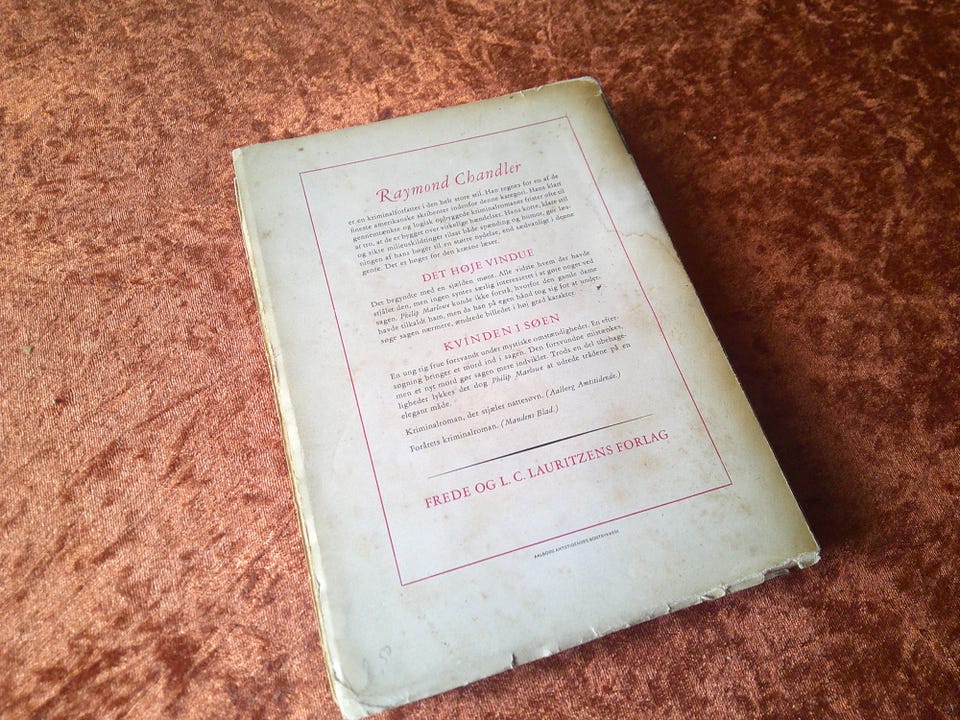 Raymond Chandler
er en kriminalforfatter i den helt store stil. Han regnes for en af de
fineste amerikanske skribenter indenfor denne kategori. Hans klart
gennemtænkte og logisk opbyggede kriminalromaner frister ofte til
at tro, at de er bygget over virkelige hændelser. Hans korte, klare stil
og sikre milieuskildringer tilsat både spænding og humor, gør læs-
ningen af hans bøger til en større nydelse, end sædvanligt i denne
genre. Det er bøger for den kræsne læser.
DET HØJE VINDUE
Det begyndte med en sjælden mønt. Alle vidste hvem der havde
stjålet den, men ingen syntes særlig interesseret i at gøre noget ved
sagen. Philip Marlowe kunde ikke forstå, hvorfor den gamle dame
havde tilkaldt ham, men da han på egen hånd tog sig for at under-
søge sagen nærmere, ændrede billedet i høj grad karakter.
KVINDEN I SØEN
En ung rig frue forsvandt under mystiske omstændigheder. En efter-
søgning bringer et mord ind i sagen. Den forsvundne mistænkes,
men et nyt mord gør sagen mere indviklet. Trods en del ubehage-
ligheder lykkes det dog Philip Marlowe at udrede trådene på en
elegant måde.
Kriminalroman, der stjæler nattesøvn. (Aalborg Amtstidende.)
Forårets kriminalroman. (Mandens Blad.)
FREDE OG L. C. LAURITZENS FORLAG
AALBORG AMTSTIDENDES BOGTRYKKERI